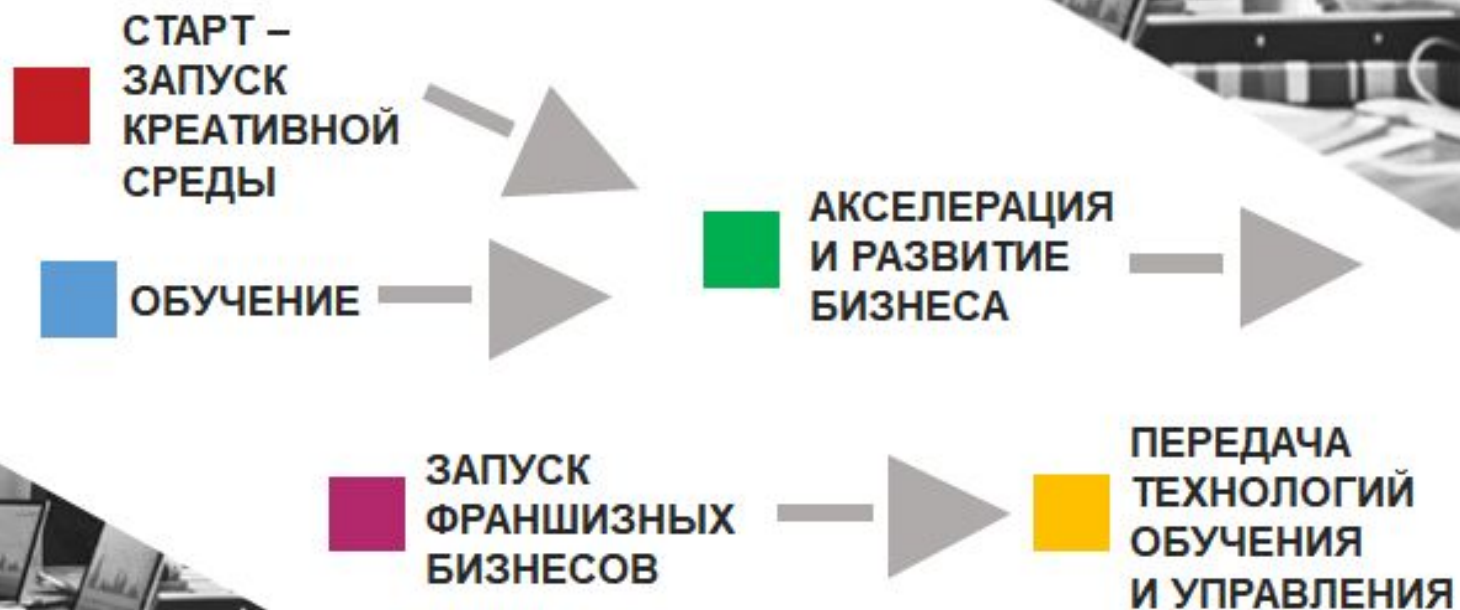 СТАРТ –
ЗАПУСК
КРЕАТИВНОЙ
СРЕДЫ
ОБУЧЕНИЕ
АКСЕЛЕРАЦИЯ
И РАЗВИТИЕ
БИЗНЕСА
ЗАПУСК
ФРАНШИЗНЫХ
БИЗНЕСОВ
ПЕРЕДАЧА
ТЕХНОЛОГИЙ
ОБУЧЕНИЯ
И УПРАВЛЕНИЯ